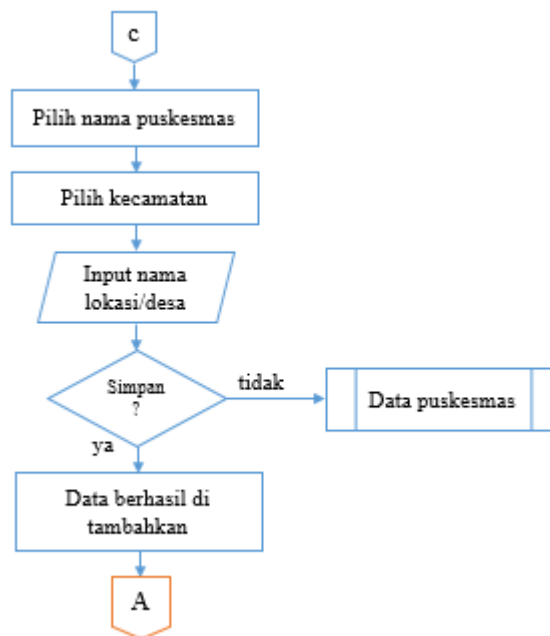 c
Pilih nama puskesmas
Pilih kecamatan
Input nama
lokasi/desa
Simpan
?
tidak
Data puskesmas
ya
Data berhasil di
tambahkan
A